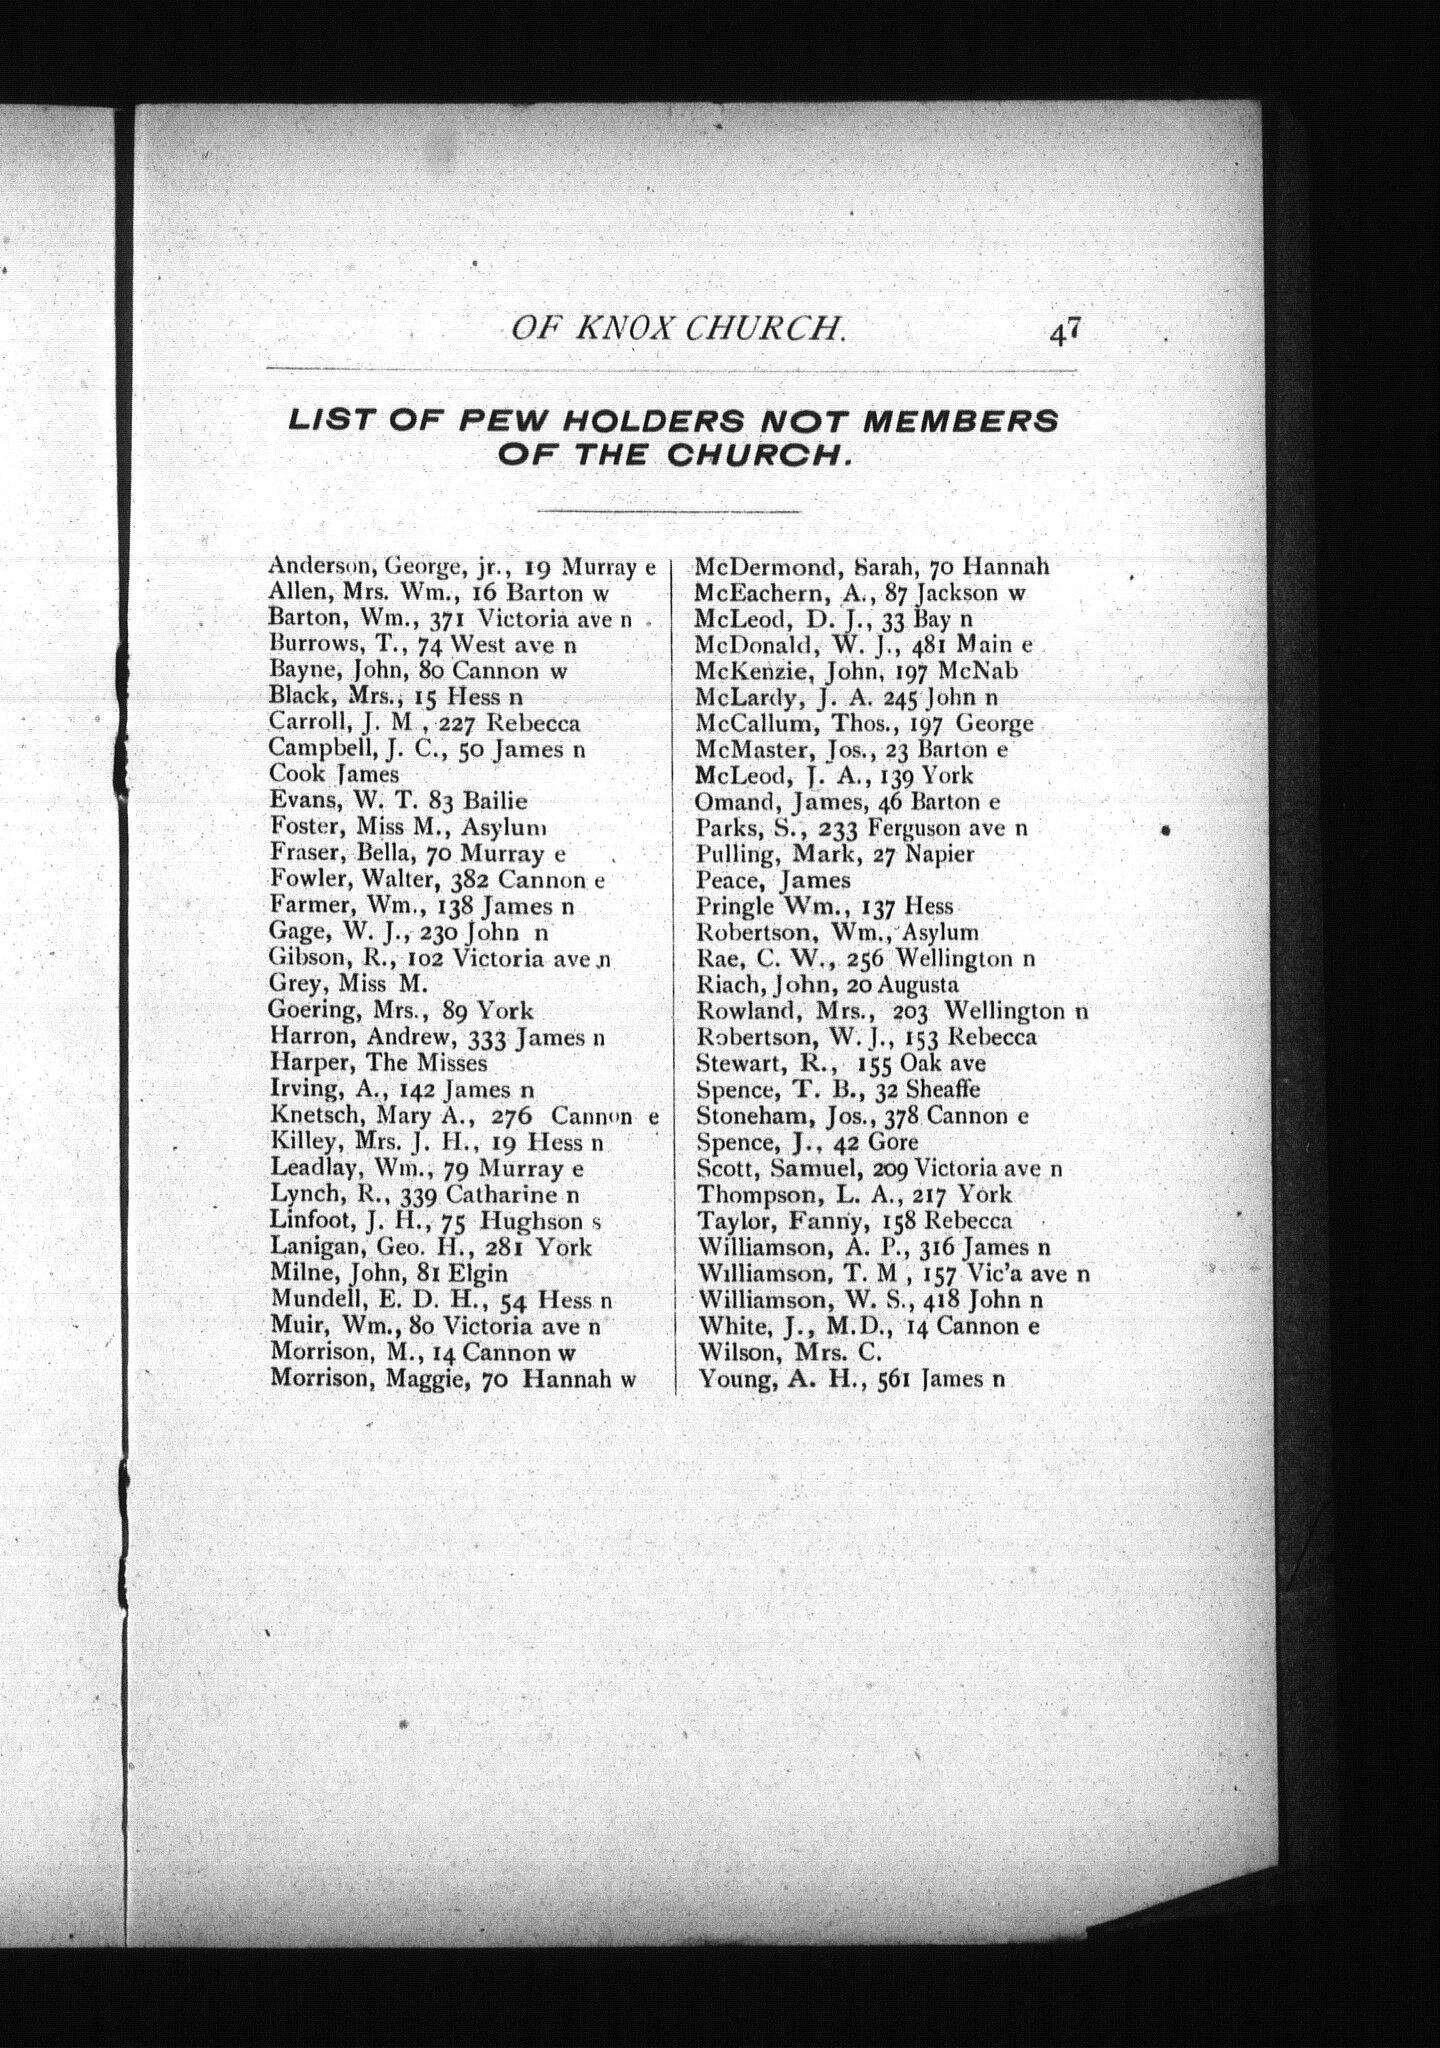 OF KNOX CHURCH. 47
LIST OF PEW HOLDERS NOT MEMBERS
OF THE CHURCH.
Anderson, George, jr., 19 Murray e
Allen, Mrs. Wm., 16 Barton w
Barton, Wm., 371 Victoria ave n
Burrows, T., 74 West ave n
Bayne, John, 80 Cannon w
Black, Mrs., 15 Hess n
Carroll, J. M , 227 Rebecca
Campbell, J. C., 50 James n
Cook James
Evans, W. T. 83 Bailie
Foster, Miss M., Asylum
Fraser, Bella, 70 Murray e
Fowler, Walter, 382 Cannon e
Farmer, Wm., 138 James n
Gage, W. J., 230 John n
Gibson, R., 102 Victoria ave n
Grey, Miss M.
Goering, Mrs., 89 York
Harron, Andrew, 333 James n
Harper, The Misses
Irving, A., 142 James n
Knetsch, Mary A., 276 Cannon e
Killey, Mrs. J. H., 19 Hess n
Leadlay, Wm., 79 Murray e
Lynch, R., 339 Catharine n
Linfoot, J. H., 75 Hughson s
Lanigan, Geo. H., 281 York
Milne, John, 81 Elgin
Mundell, E. D. H., 54 Hess n
Muir, Wm., 80 Victoria ave n
Morrison, M., 14 Cannon w
Morrison, Maggie, 70 Hannah w
McDermond, Sarah, 70 Hannah
McEachern, A., 87 Jackson w
McLeod, D. J., 33 Bay n
McDonald, W. J., 481 Main e
McKenzie, John, 197 McNab
McLardy, J. A. 245 John n
McCallum, Thos., 197 George
McMaster, Jos., 23 Barton e
McLeod, J. A., 139 York
Omand, James, 46 Barton e
Parks, S., 233 Ferguson ave n
Pulling, Mark, 27 Napier
Peace, James
Pringle Wm., 137 Hess
Robertson, Wm., Asylum
Rae, C. W., 256 Wellington n
Riach, John, 20 Augusta
Rowland, Mrs., 203 Wellington n
Robertson, W. J., 153 Rebecca
Stewart, R., 155 Oak ave
Spence, T. B., 32 Sheaffe
Stoneham, Jos., 378 Cannon e
Spence, J., 42 Gore
Scott, Samuel, 209 Victoria ave n
Thompson, L. A., 217 York
Taylor, Fanny, 158 Rebecca
Williamson, A. P., 316 James n
Williamson, T. M , 157 Vic'a ave n
Williamson, W. S., 418 John n
White, J., M.D., 14 Cannon e
Wilson, Mrs. C.
Young, A. H., 561 James n